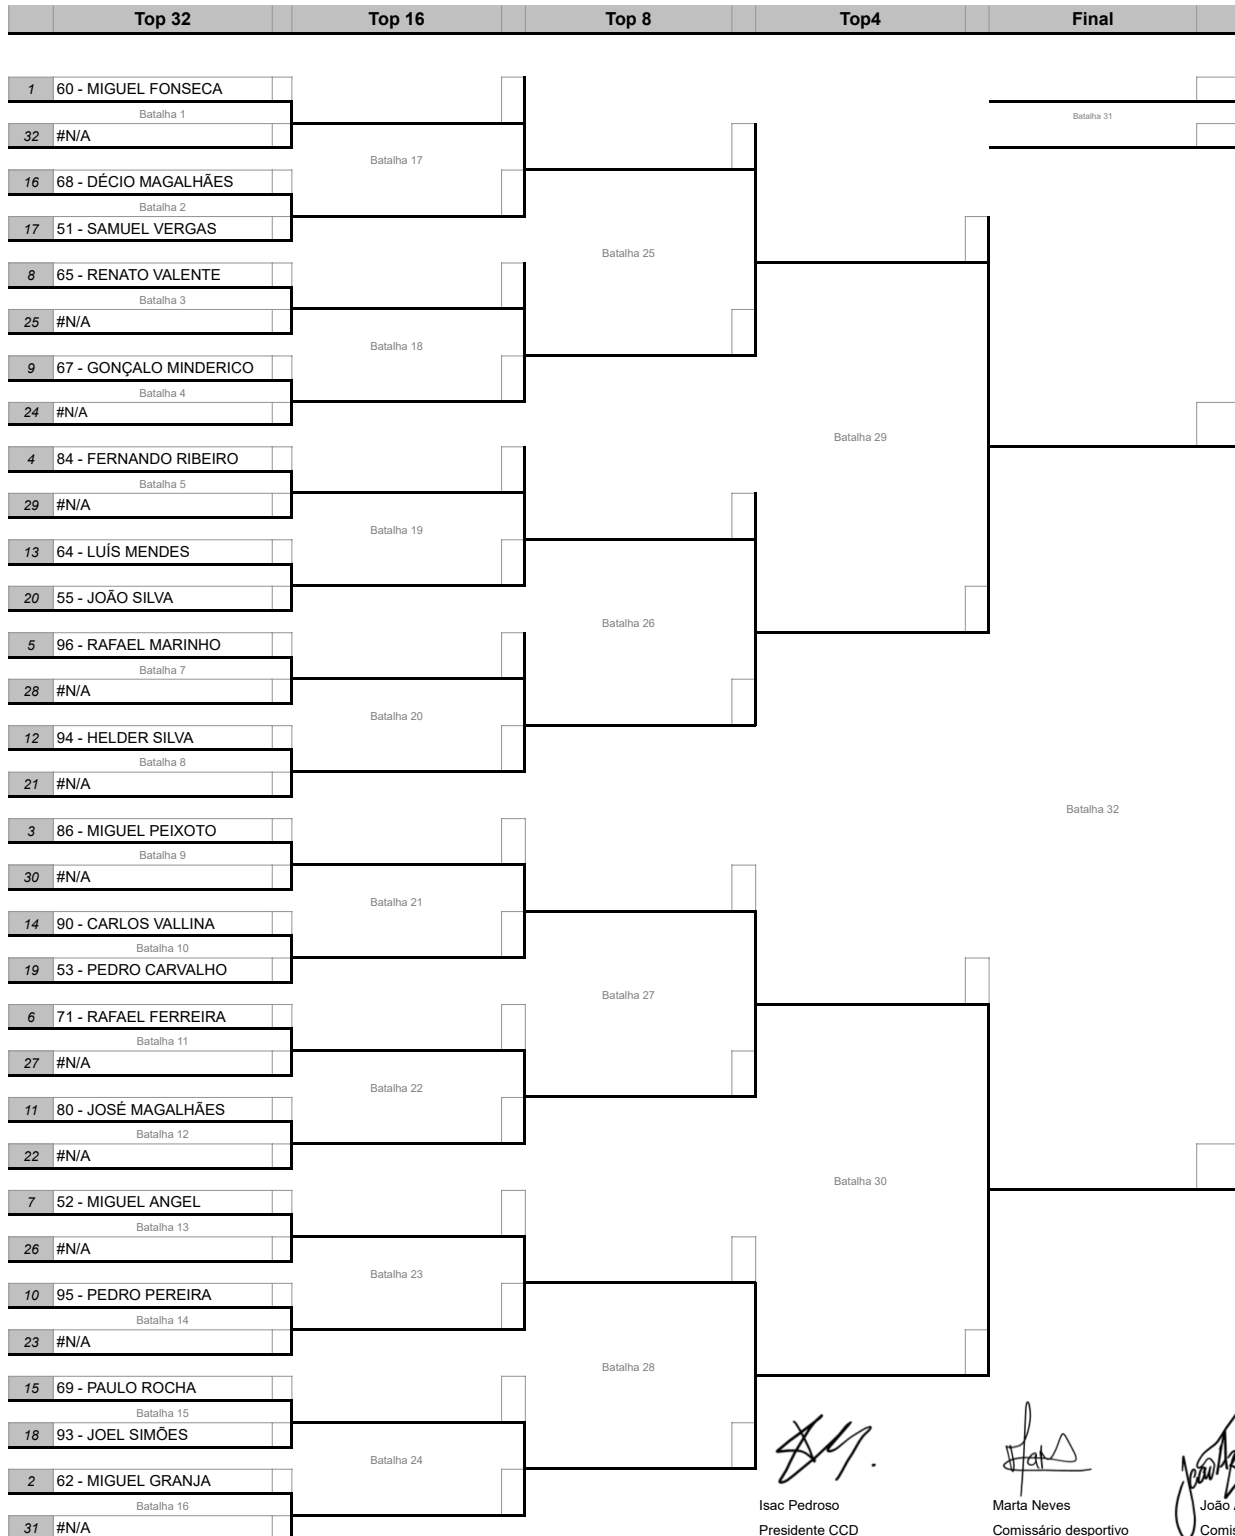 Top 32 Top 16 Top 8 Top4 Final
1 60 - MIGUEL FONSECA
Batalha 1
32 #N/A
16 68 - DÉCIO MAGALHÃES
Batalha 2
17 51 - SAMUEL VERGAS
8 65 - RENATO VALENTE
Batalha 3
25 #N/A
9 67 - GONÇALO MINDERICO
Batalha 4
24 #N/A
4 84 - FERNANDO RIBEIRO
Batalha 5
29 #N/A
13 64 - LUÍS MENDES
20 55 - JOÃO SILVA
5 96 - RAFAEL MARINHO
Batalha 7
28 #N/A
12 94 - HELDER SILVA
Batalha 8
21 #N/A
3 86 - MIGUEL PEIXOTO
Batalha 9
30 #N/A
14 90 - CARLOS VALLINA
Batalha 10
19 53 - PEDRO CARVALHO
6 71 - RAFAEL FERREIRA
Batalha 11
27 #N/A
11 80 - JOSÉ MAGALHÃES
Batalha 12
22 #N/A
7 52 - MIGUEL ANGEL
Batalha 13
26 #N/A
10 95 - PEDRO PEREIRA
Batalha 14
23 #N/A
15 69 - PAULO ROCHA
Batalha 15
18 93 - JOEL SIMÕES
2 62 - MIGUEL GRANJA
Batalha 16
31 #N/A
Batalha 17
Batalha 18
Batalha 19
Batalha 20
Batalha 21
Batalha 22
Batalha 23
Batalha 24
Batalha 25
Batalha 26
Batalha 27
Batalha 28
Batalha 29
Batalha 30
Batalha 31
Batalha 32
Isac Pedroso
Presidente CCD
Marta Neves
Comissário desportivo
João